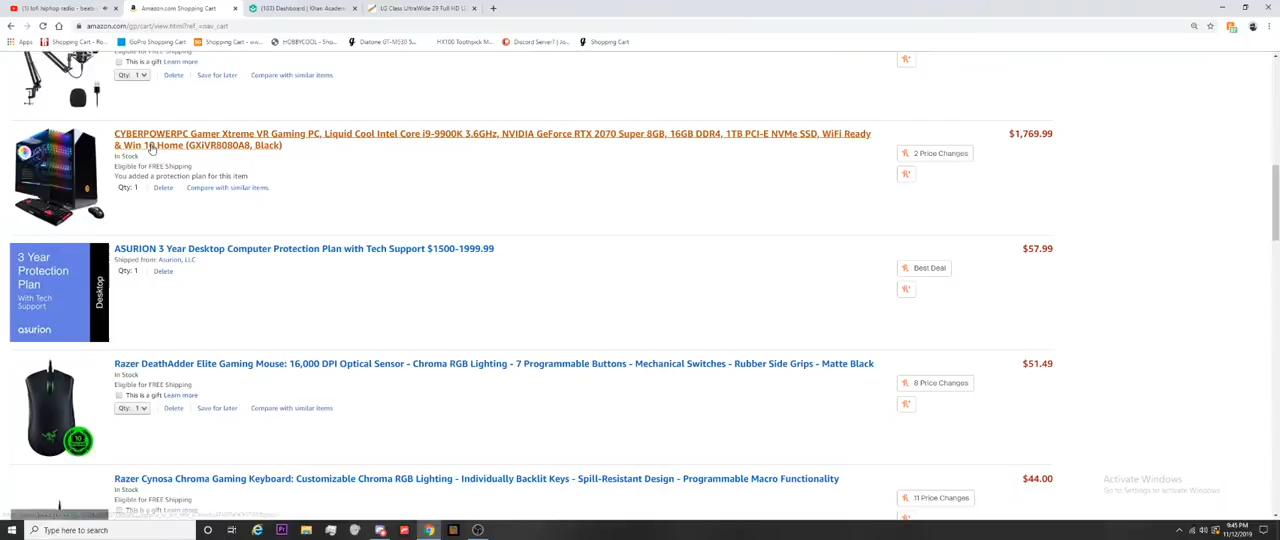 (1) lofi hiphop radio - beats
Amazon.com Shopping Cart
(103) Dashboard | Khan Academ
LG Class UltraWide 29 Full HD LE
amazon.com/gp/cart/view.html?ref_=nav_cart
Apps
Shopping Cart - Ro...
Shopping Cart - ww...
GoPro Shopping Cart
HOBBYCOOL - Sho...
Diatone GT-M530 S...
HX100 Toothpick M...
Discord Server? | Jo...
Shopping Cart
Eligible for FREE Shipping
This is a gift Learn more
Qty: 1 Delete Save for later Compare with similar items
CYBERPOWERPC Gamer Xtreme VR Gaming PC, Liquid Cool Intel Core i9-9900K 3.6GHz, NVIDIA GeForce RTX 2070 Super 8GB, 16GB DDR4, 1TB PCI-E NVMe SSD, WiFi Ready
& Win 10 Home (GXiVR8080A8, Black)
$1,769.99
In Stock
2 Price Changes
Eligible for FREE Shipping
You added a protection plan for this item
Qty: 1 Delete Compare with similar items
3 Year
Protection
Plan
With Tech
Support
asurion
Desktop
ASURION 3 Year Desktop Computer Protection Plan with Tech Support $1500-1999.99
$57.99
Shipped from: Asurion, LLC
Best Deal
Qty: 1 Delete
Razer DeathAdder Elite Gaming Mouse: 16,000 DPI Optical Sensor - Chroma RGB Lighting - 7 Programmable Buttons - Mechanical Switches - Rubber Side Grips - Matte Black
$51.49
In Stock
8 Price Changes
Eligible for FREE Shipping
This is a gift Learn more
Qty: 1 Delete Save for later Compare with similar items
Razer Cynosa Chroma Gaming Keyboard: Customizable Chroma RGB Lighting - Individually Backlit Keys - Spill-Resistant Design - Programmable Macro Functionality
$44.00
In Stock
11 Price Changes
Eligible for FREE Shipping
This is a gift Learn more
Activate Windows
Go to Settings to activate Windows.
Type here to search
9:45 PM
11/12/2019